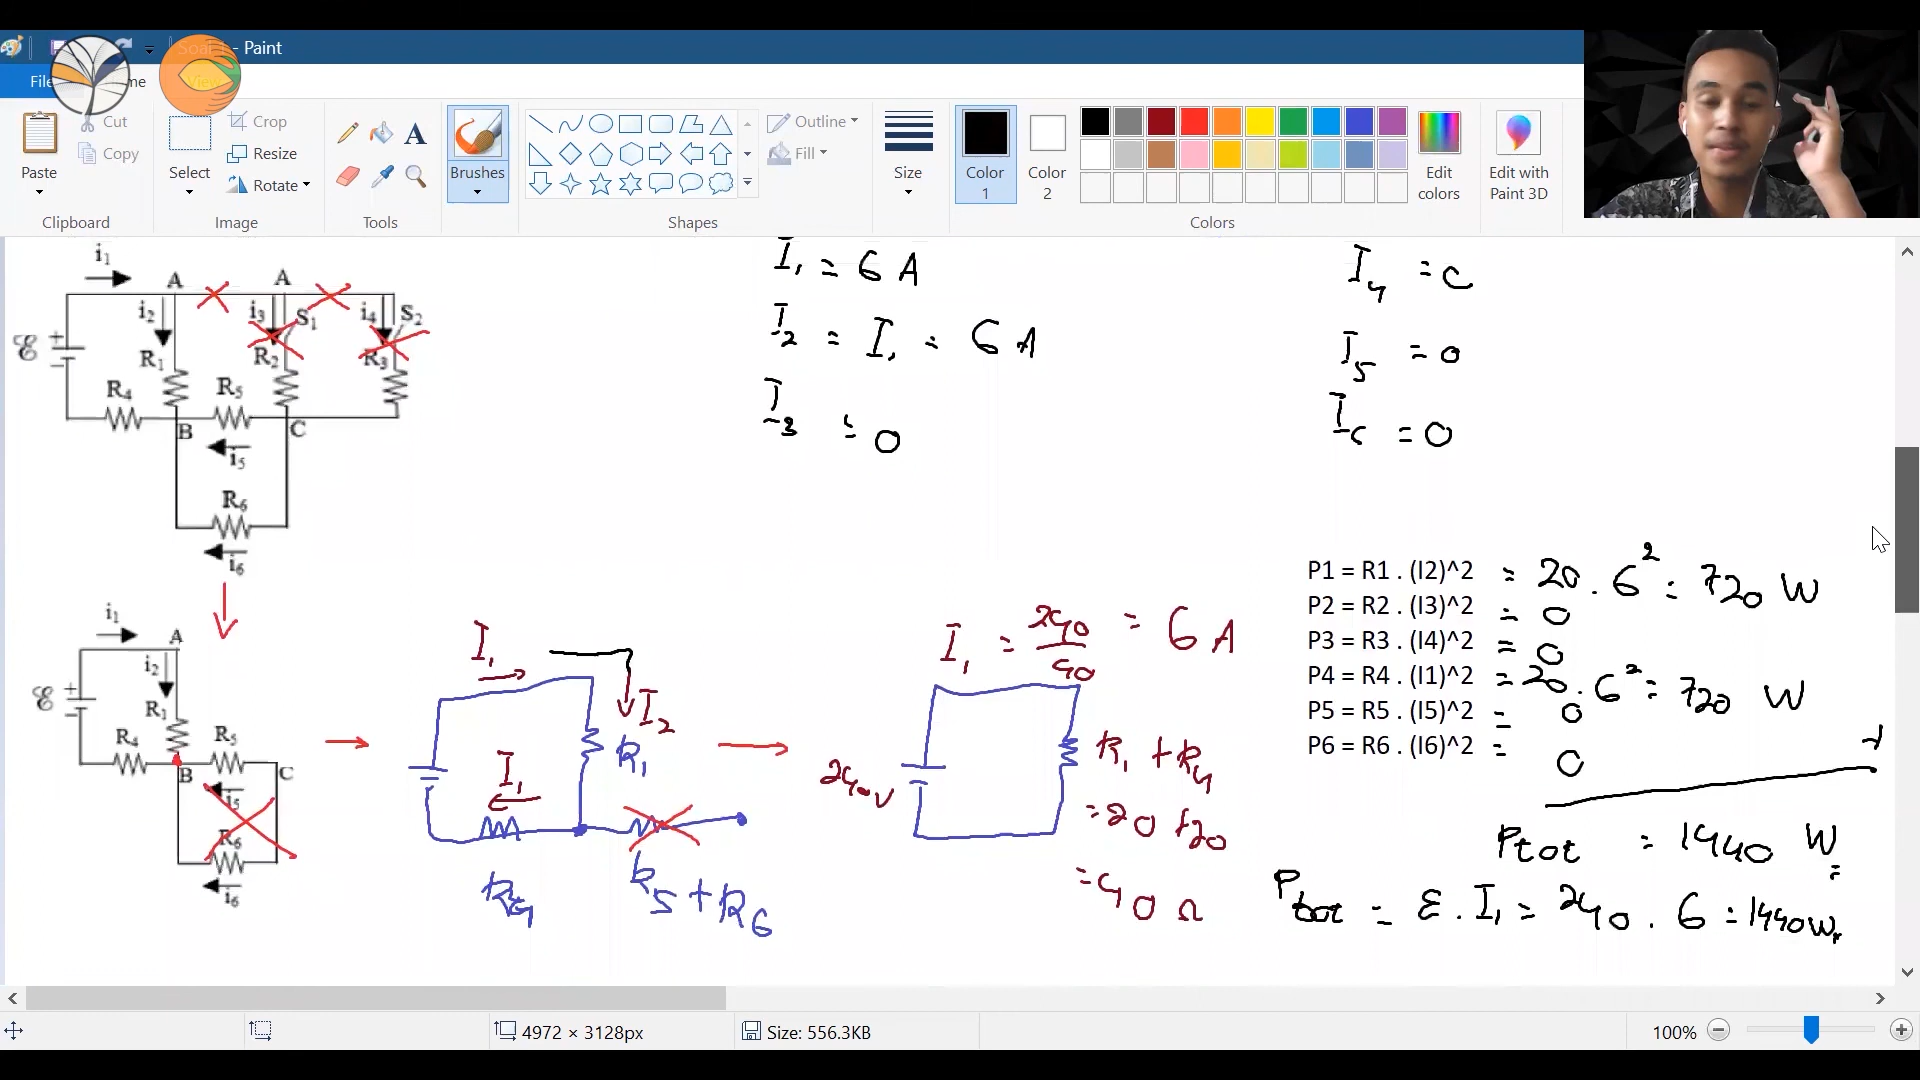 Soal 1 - Paint
File
Home
View
Cut
Copy
Paste
Crop
Resize
Rotate
Select
A
Brushes
Outline
Fill
Size
Color
1
Color
2
Edit
colors
Edit with
Paint 3D
Clipboard
Image
Tools
Shapes
Colors
i1
A
A
i2
i3
S1
i4
S2
ℰ
+
R1
R2
R3
R4
R5
B
C
i5
R6
i6
I1 = 6 A
I2 = I1 = 6 A
I3 = 0
I4 = 0
I5 = 0
I6 = 0
i1
A
i2
ℰ
+
R1
R4
R5
B
C
i5
R6
i6
I1
I2
R1
I1
R4
R5 + R6
I1 = 240/40 = 6 A
240 V
R1 + R4
= 20 + 20
= 40 Ω
P1 = R1 . (I2)^2 = 20 . 6² = 720 W
P2 = R2 . (I3)^2 = 0
P3 = R3 . (I4)^2 = 0
P4 = R4 . (I1)^2 = 20 . 6² = 720 W
P5 = R5 . (I5)^2 = 0
P6 = R6 . (I6)^2 = 0
+
Ptot = 1440 W
Ptot = ε . I1 = 240 . 6 = 1440 W
4972 × 3128px
Size: 556.3KB
100%